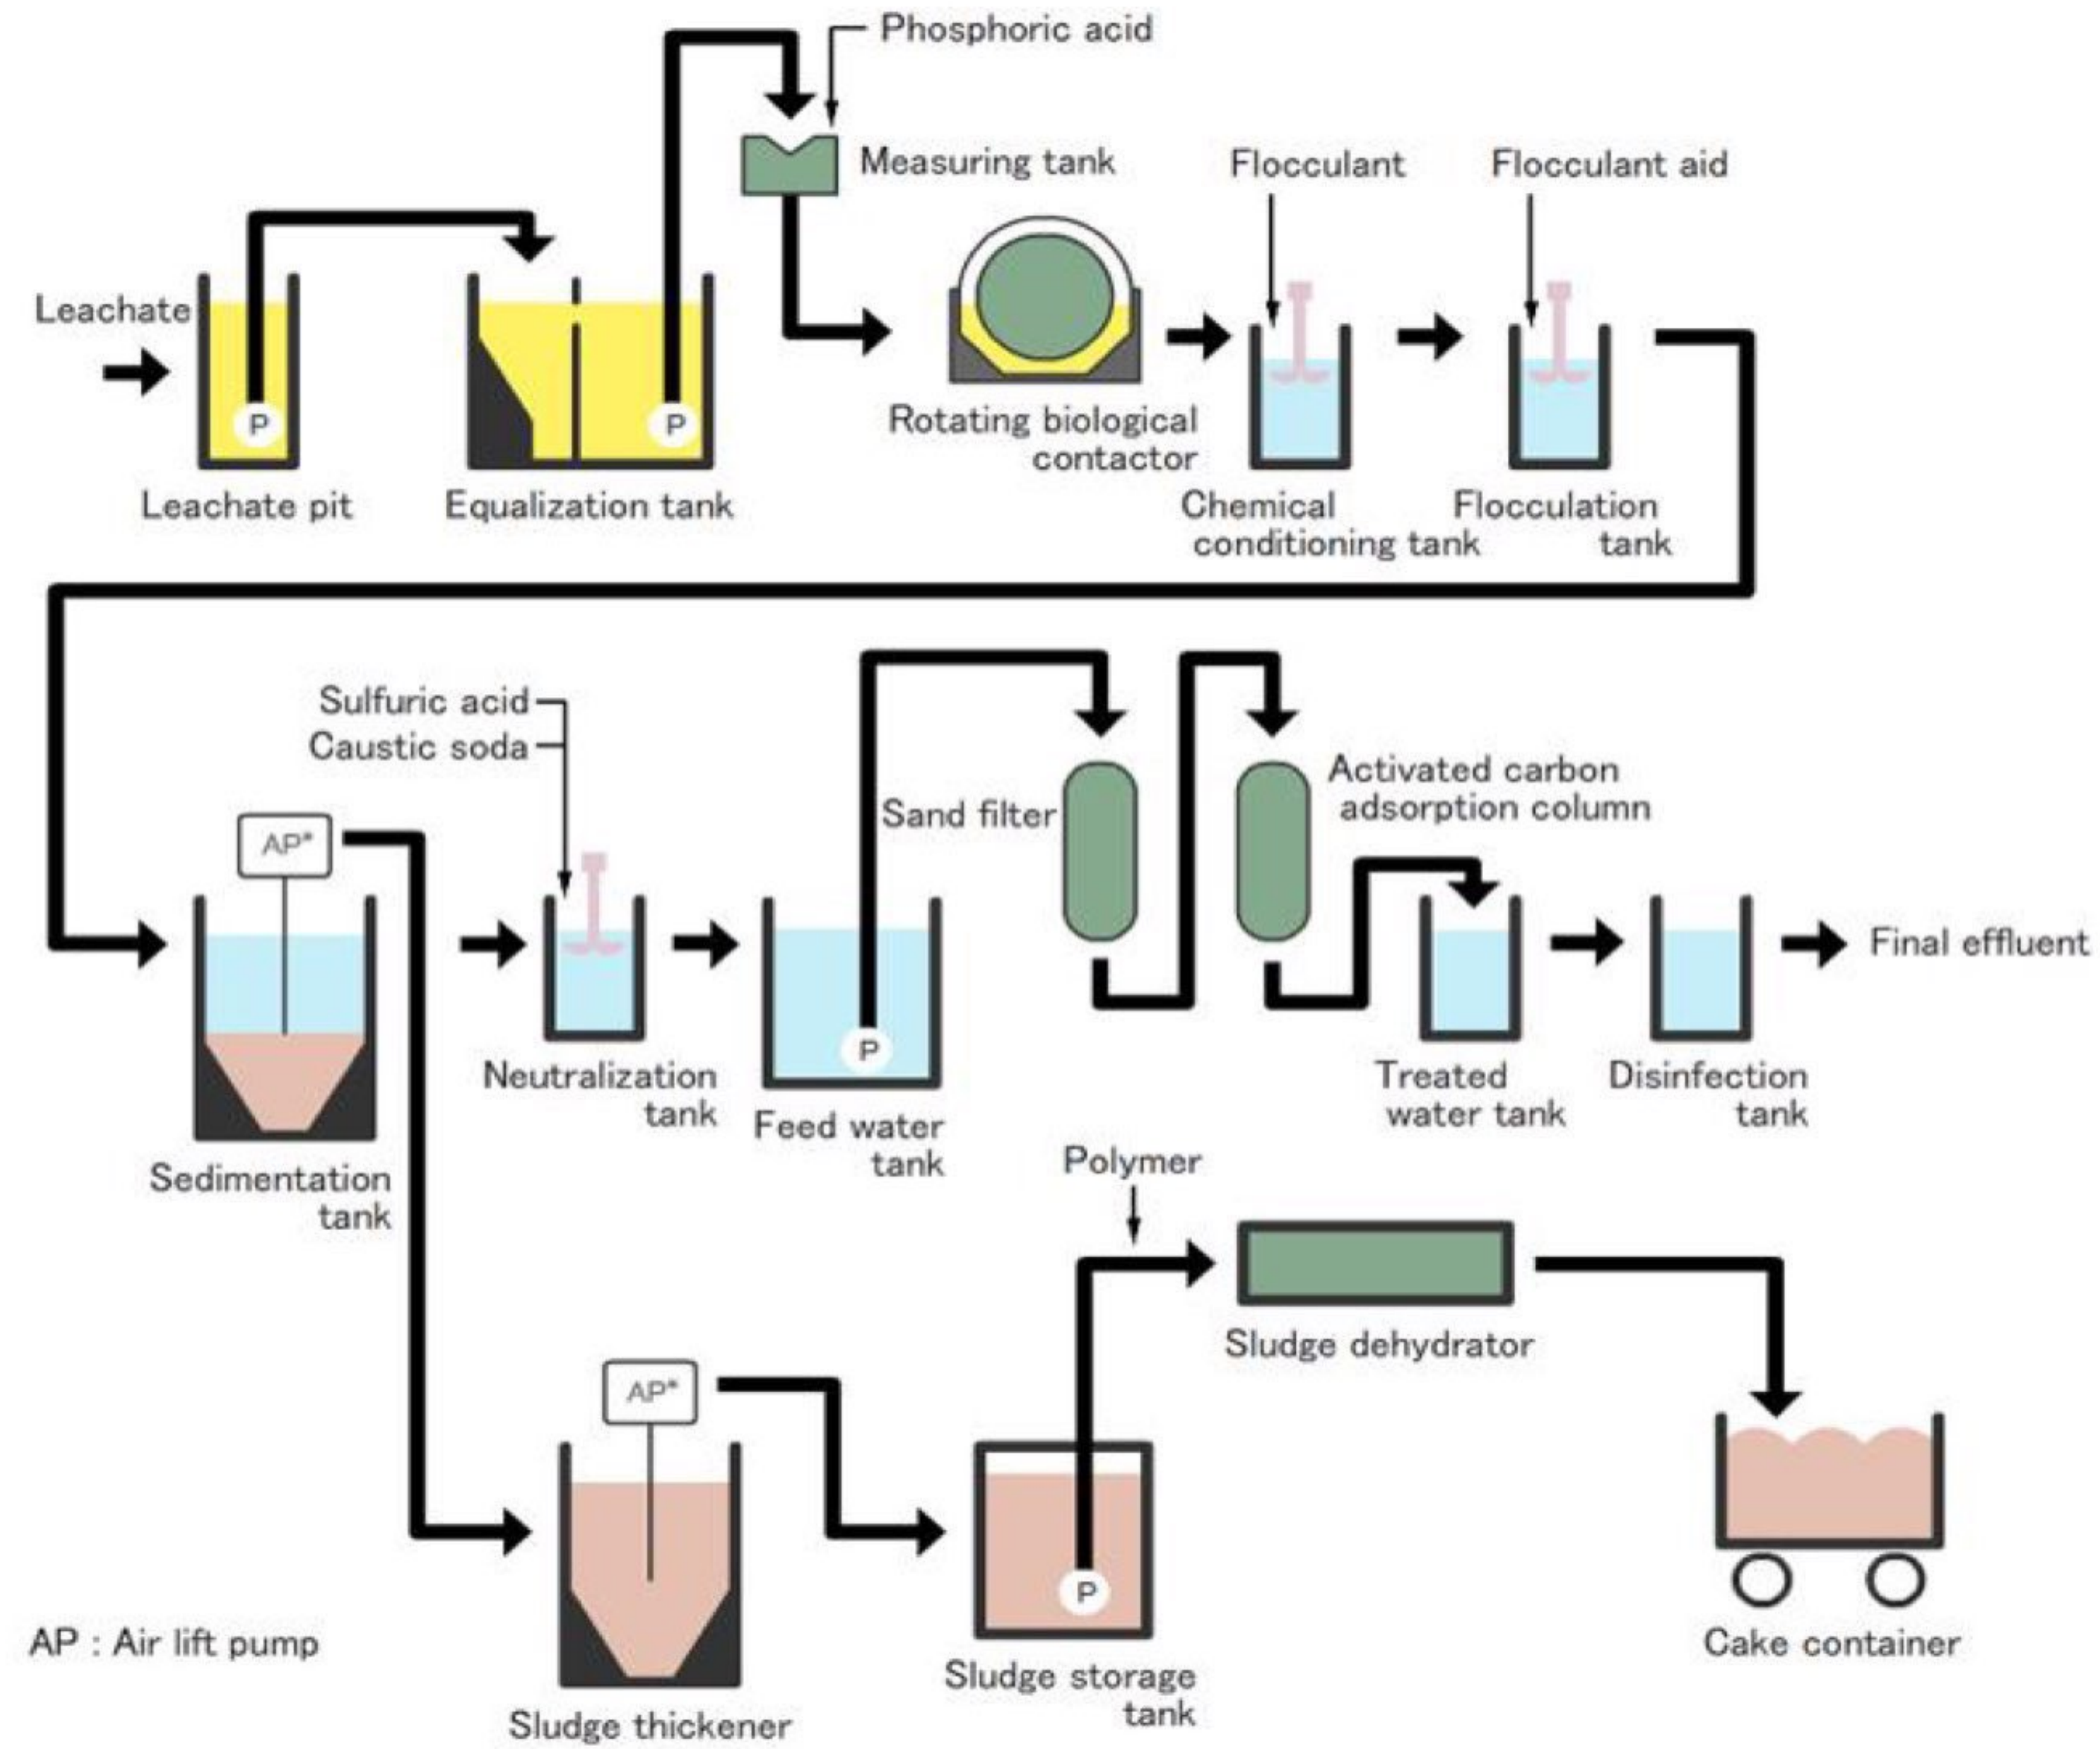 Phosphoric acid
Measuring tank
Flocculant
Flocculant aid
Leachate
P
P
Rotating biological
contactor
Leachate pit
Equalization tank
Chemical
conditioning tank
Flocculation
tank
Sulfuric acid
Caustic soda
Sand filter
Activated carbon
adsorption column
AP*
Final effluent
P
Neutralization
tank
Feed water
tank
Treated
water tank
Disinfection
tank
Sedimentation
tank
Polymer
Sludge dehydrator
AP*
P
AP : Air lift pump
Cake container
Sludge storage
tank
Sludge thickener